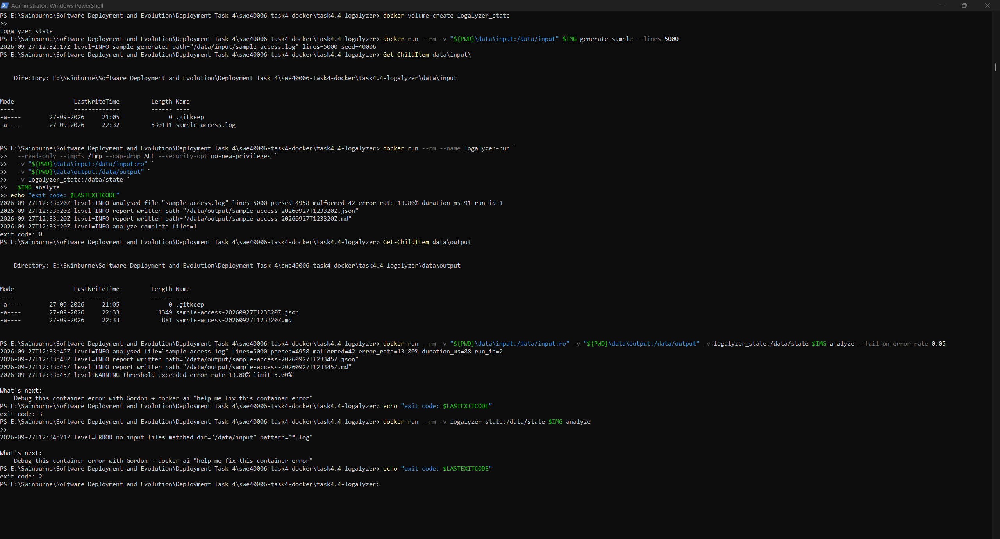 Administrator: Windows PowerShell
PS E:\Swinburne\Software Deployment and Evolution\Deployment Task 4\swe40006-task4-docker\task4.4-logalyzer> docker volume create logalyzer_state
>>
logalyzer_state
PS E:\Swinburne\Software Deployment and Evolution\Deployment Task 4\swe40006-task4-docker\task4.4-logalyzer> docker run --rm -v "${PWD}\data\input:/data/input" $IMG generate-sample --lines 5000
2026-09-27T12:32:17Z level=INFO sample generated path="/data/input/sample-access.log" lines=5000 seed=40006
PS E:\Swinburne\Software Deployment and Evolution\Deployment Task 4\swe40006-task4-docker\task4.4-logalyzer> Get-ChildItem data\input\
    Directory: E:\Swinburne\Software Deployment and Evolution\Deployment Task 4\swe40006-task4-docker\task4.4-logalyzer\data\input
Mode                 LastWriteTime         Length Name
----                 -------------         ------ ----
-a----        27-09-2026     21:05              0 .gitkeep
-a----        27-09-2026     22:32         530111 sample-access.log
PS E:\Swinburne\Software Deployment and Evolution\Deployment Task 4\swe40006-task4-docker\task4.4-logalyzer> docker run --rm --name logalyzer-run `
>>   --read-only --tmpfs /tmp --cap-drop ALL --security-opt no-new-privileges `
>>   -v "${PWD}\data\input:/data/input:ro" `
>>   -v "${PWD}\data\output:/data/output" `
>>   -v logalyzer_state:/data/state `
>>   $IMG analyze
>> echo "exit code: $LASTEXITCODE"
2026-09-27T12:33:20Z level=INFO analysed file="sample-access.log" lines=5000 parsed=4958 malformed=42 error_rate=13.80% duration_ms=91 run_id=1
2026-09-27T12:33:20Z level=INFO report written path="/data/output/sample-access-20260927T123320Z.json"
2026-09-27T12:33:20Z level=INFO report written path="/data/output/sample-access-20260927T123320Z.md"
2026-09-27T12:33:20Z level=INFO analyze complete files=1
exit code: 0
PS E:\Swinburne\Software Deployment and Evolution\Deployment Task 4\swe40006-task4-docker\task4.4-logalyzer> Get-ChildItem data\output
    Directory: E:\Swinburne\Software Deployment and Evolution\Deployment Task 4\swe40006-task4-docker\task4.4-logalyzer\data\output
Mode                 LastWriteTime         Length Name
----                 -------------         ------ ----
-a----        27-09-2026     21:05              0 .gitkeep
-a----        27-09-2026     22:33           1349 sample-access-20260927T123320Z.json
-a----        27-09-2026     22:33            881 sample-access-20260927T123320Z.md
PS E:\Swinburne\Software Deployment and Evolution\Deployment Task 4\swe40006-task4-docker\task4.4-logalyzer> docker run --rm -v "${PWD}\data\input:/data/input:ro" -v "${PWD}\data\output:/data/output" -v logalyzer_state:/data/state $IMG analyze --fail-on-error-rate 0.05
2026-09-27T12:33:45Z level=INFO analysed file="sample-access.log" lines=5000 parsed=4958 malformed=42 error_rate=13.80% duration_ms=88 run_id=2
2026-09-27T12:33:45Z level=INFO report written path="/data/output/sample-access-20260927T123345Z.json"
2026-09-27T12:33:45Z level=INFO report written path="/data/output/sample-access-20260927T123345Z.md"
2026-09-27T12:33:45Z level=WARNING threshold exceeded error_rate=13.80% limit=5.00%
What's next:
    Debug this container error with Gordon → docker ai "help me fix this container error"
PS E:\Swinburne\Software Deployment and Evolution\Deployment Task 4\swe40006-task4-docker\task4.4-logalyzer> echo "exit code: $LASTEXITCODE"
exit code: 3
PS E:\Swinburne\Software Deployment and Evolution\Deployment Task 4\swe40006-task4-docker\task4.4-logalyzer> docker run --rm -v logalyzer_state:/data/state $IMG analyze
>>
2026-09-27T12:34:21Z level=ERROR no input files matched dir="/data/input" pattern="*.log"
What's next:
    Debug this container error with Gordon → docker ai "help me fix this container error"
PS E:\Swinburne\Software Deployment and Evolution\Deployment Task 4\swe40006-task4-docker\task4.4-logalyzer> echo "exit code: $LASTEXITCODE"
exit code: 2
PS E:\Swinburne\Software Deployment and Evolution\Deployment Task 4\swe40006-task4-docker\task4.4-logalyzer>